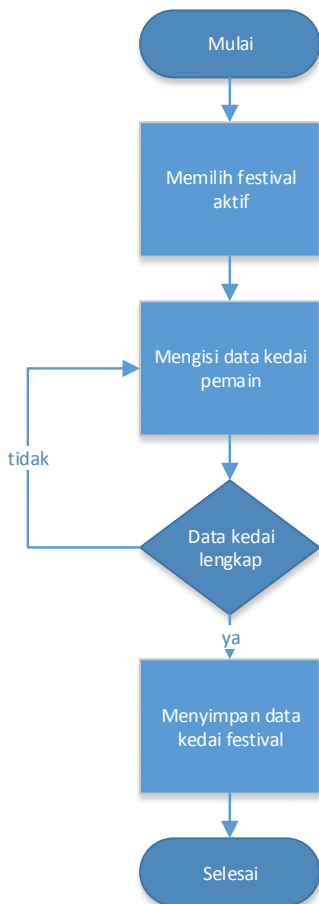 Mulai
Memilih festival
aktif
Mengisi data kedai
pemain
tidak
Data kedai
lengkap
ya
Menyimpan data
kedai festival
Selesai